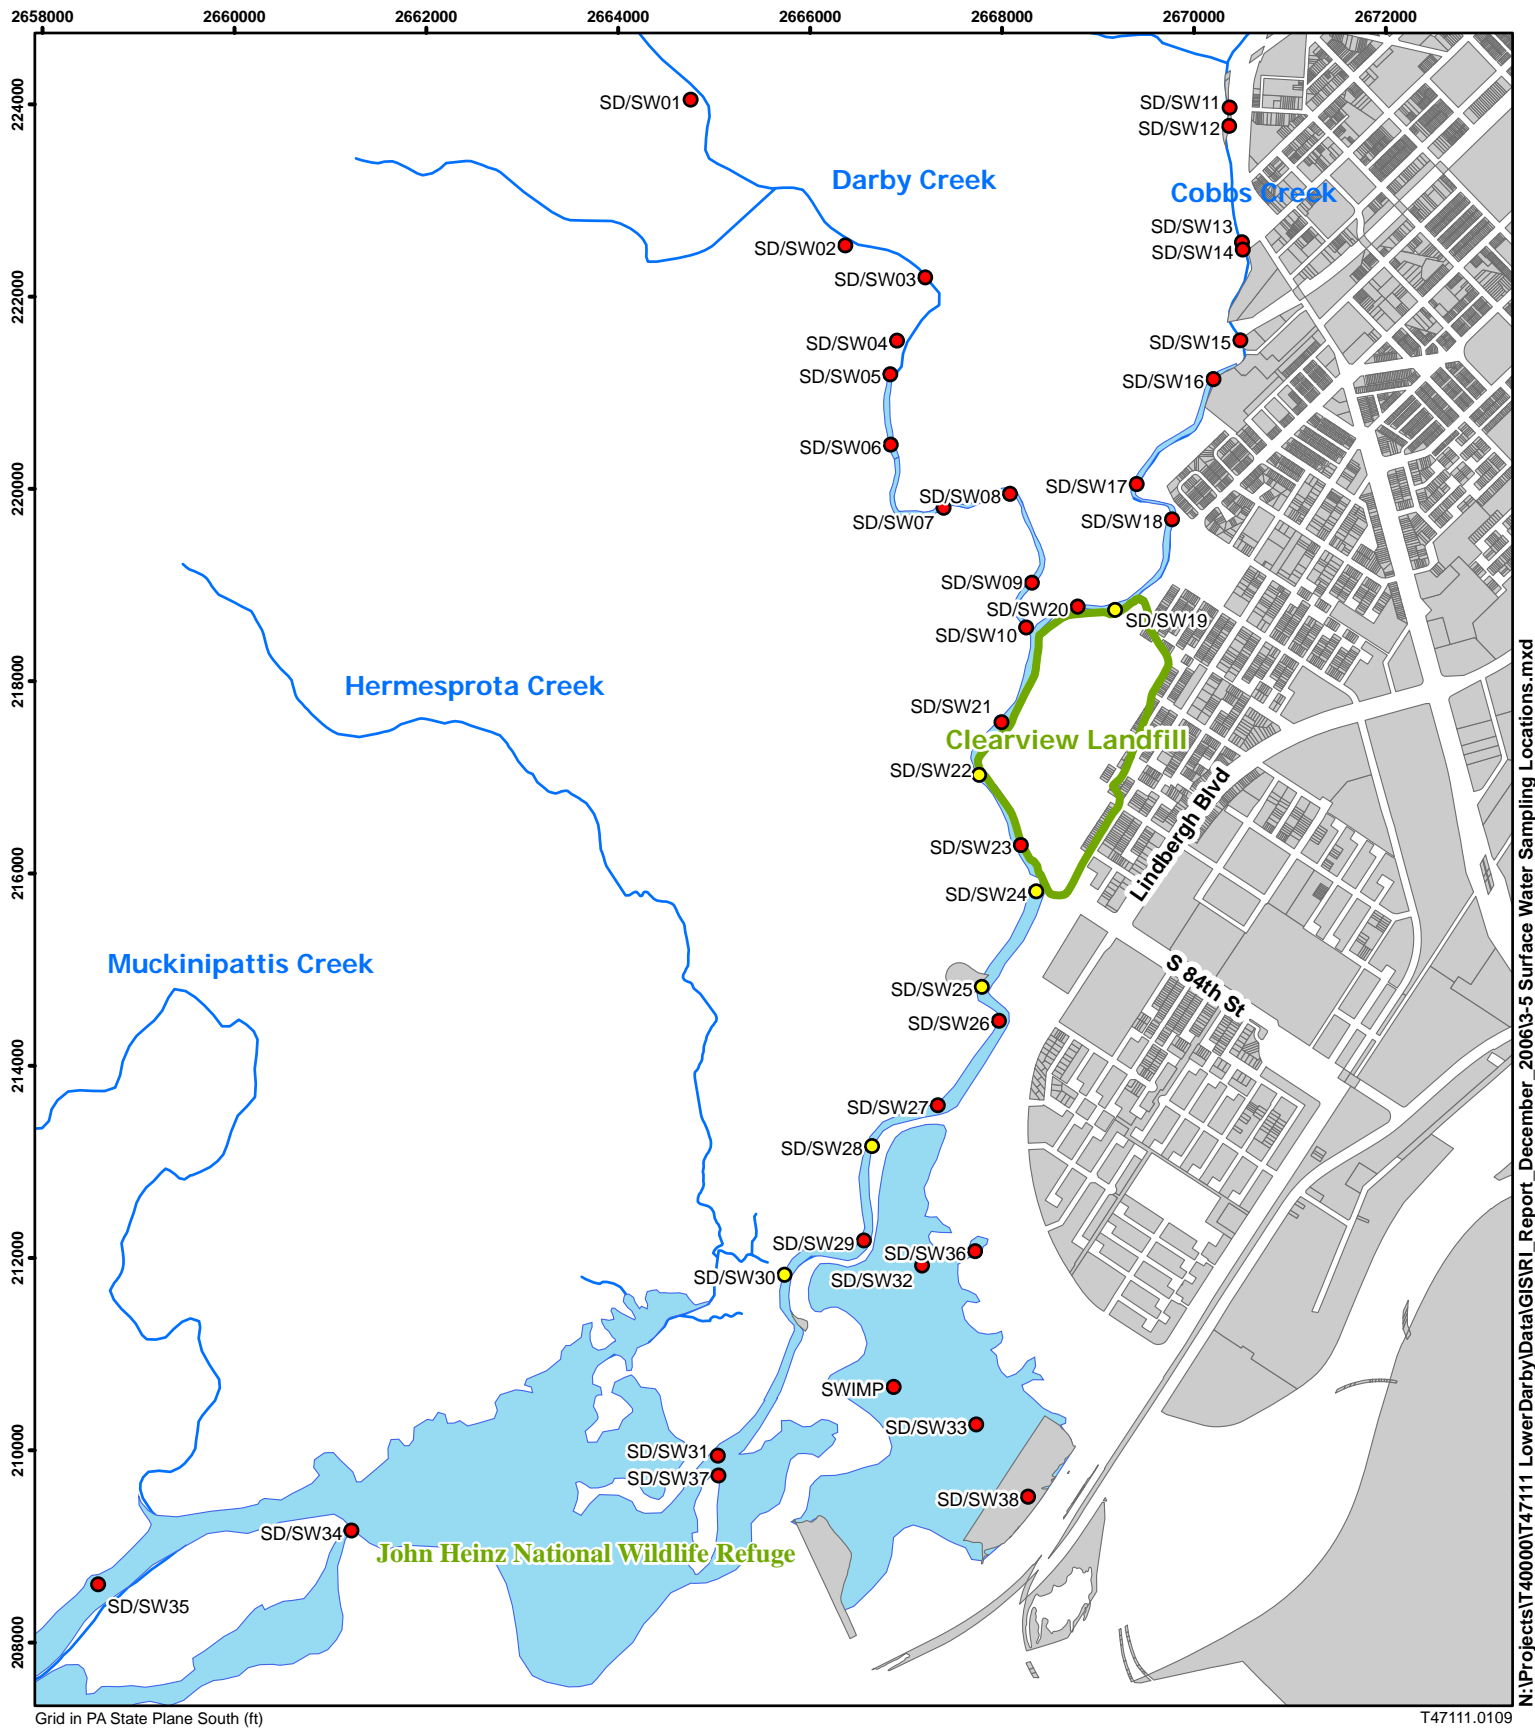 2658000 2660000 2662000 2664000 2666000 2668000 2670000 2672000
224000
222000
220000
218000
216000
214000
212000
210000
208000
SD/SW01
SD/SW11
SD/SW12
Darby Creek
Cobbs Creek
SD/SW13
SD/SW14
SD/SW02
SD/SW03
SD/SW04
SD/SW15
SD/SW05
SD/SW16
SD/SW06
SD/SW17
SD/SW08
SD/SW07
SD/SW18
SD/SW09
SD/SW20
SD/SW19
SD/SW10
Hermesprota Creek
SD/SW21
Clearview Landfill
SD/SW22
Lindbergh Blvd
SD/SW23
SD/SW24
Muckinipattis Creek
S 84th St
SD/SW25
SD/SW26
SD/SW27
SD/SW28
SD/SW29
SD/SW36
SD/SW30
SD/SW32
SWIMP
SD/SW33
SD/SW31
SD/SW37
SD/SW38
SD/SW34
John Heinz National Wildlife Refuge
SD/SW35
Grid in PA State Plane South (ft)
T47111.0109
N:\Projects\T40000\T47111 LowerDarby\Data\GIS\RI_Report_December_2006\3-5 Surface Water Sampling Locations.mxd